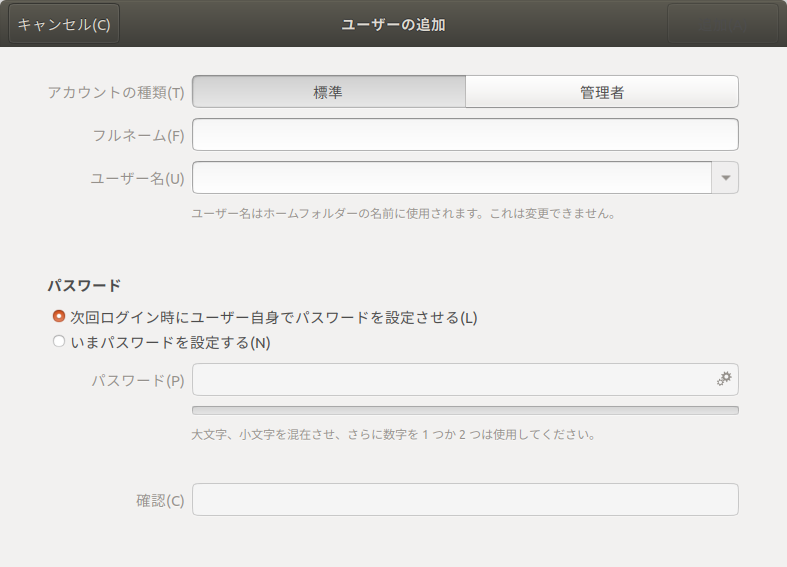 キャンセル(C) ユーザーの追加
アカウントの種類(T) 標準 管理者
フルネーム(F)
ユーザー名(U)
ユーザー名はホームフォルダーの名前に使用されます。これは変更できません。
パスワード
次回ログイン時にユーザー自身でパスワードを設定させる(L)
いまパスワードを設定する(N)
パスワード(P)
大文字、小文字を混在させ、さらに数字を 1 つか 2 つは使用してください。
確認(C)